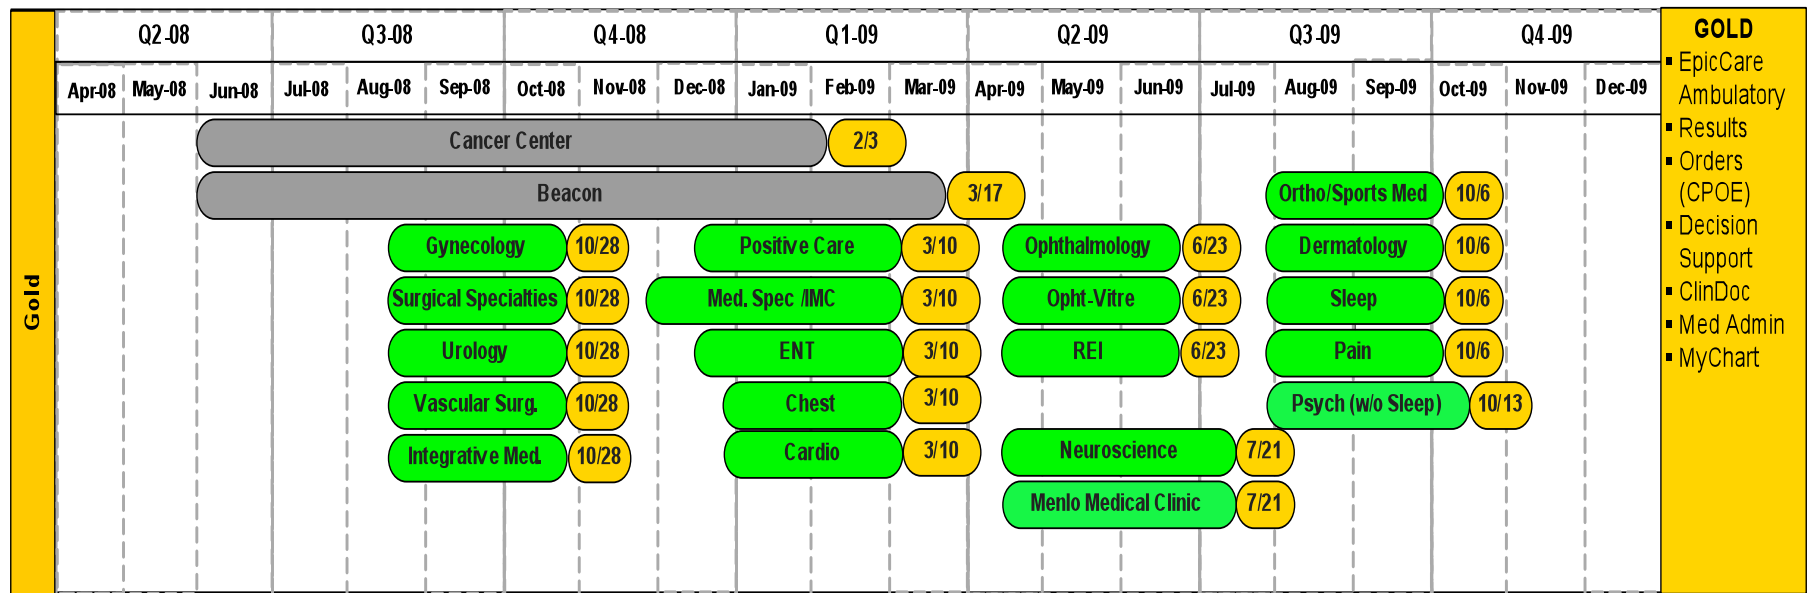 Q2-08 Q3-08 Q4-08 Q1-09 Q2-09 Q3-09 Q4-09
Apr-08 May-08 Jun-08 Jul-08 Aug-08 Sep-08 Oct-08 Nov-08 Dec-08 Jan-09 Feb-09 Mar-09 Apr-09 May-09 Jun-09 Jul-09 Aug-09 Sep-09 Oct-09 Nov-09 Dec-09
Gold
Cancer Center 2/3
Beacon 3/17 Ortho/Sports Med 10/6
Gynecology 10/28 Positive Care 3/10 Ophthalmology 6/23 Dermatology 10/6
Surgical Specialties 10/28 Med. Spec /IMC 3/10 Opht-Vitre 6/23 Sleep 10/6
Urology 10/28 ENT 3/10 REI 6/23 Pain 10/6
Vascular Surg. 10/28 Chest 3/10 Psych (w/o Sleep) 10/13
Integrative Med. 10/28 Cardio 3/10 Neuroscience 7/21
Menlo Medical Clinic 7/21
GOLD
▪ EpicCare
Ambulatory
▪ Results
▪ Orders
(CPOE)
▪ Decision
Support
▪ ClinDoc
▪ Med Admin
▪ MyChart